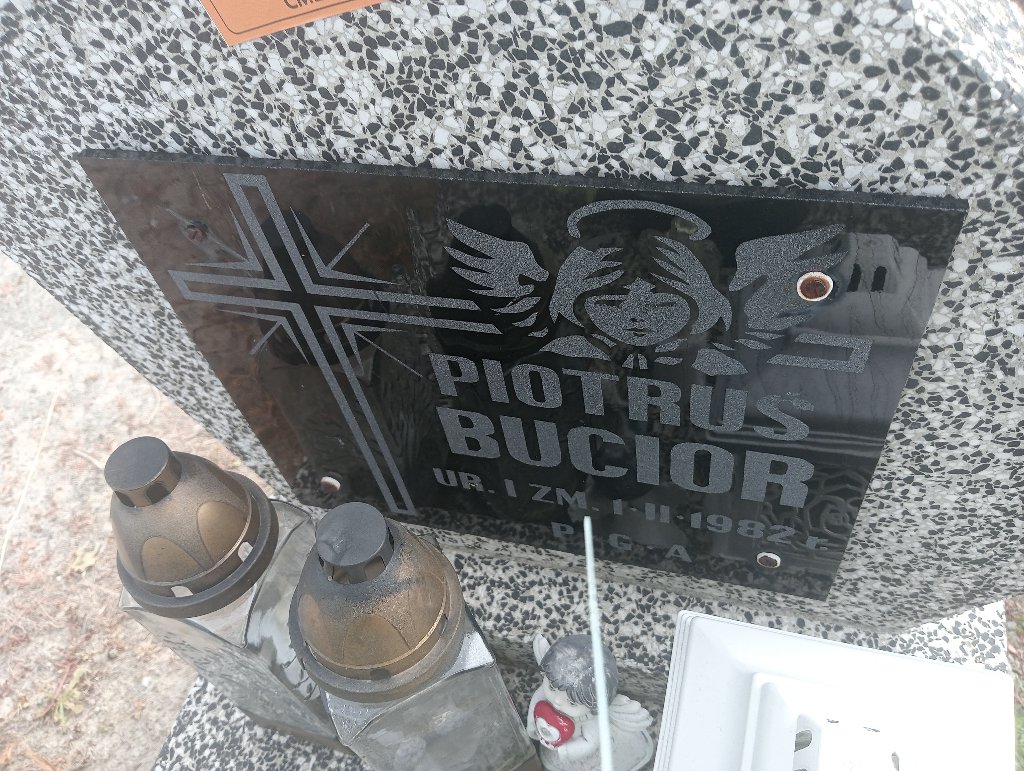 PIOTRUŚ
BUCIOR
UR. I ZM. 1·II·1982 r.
P. G. A